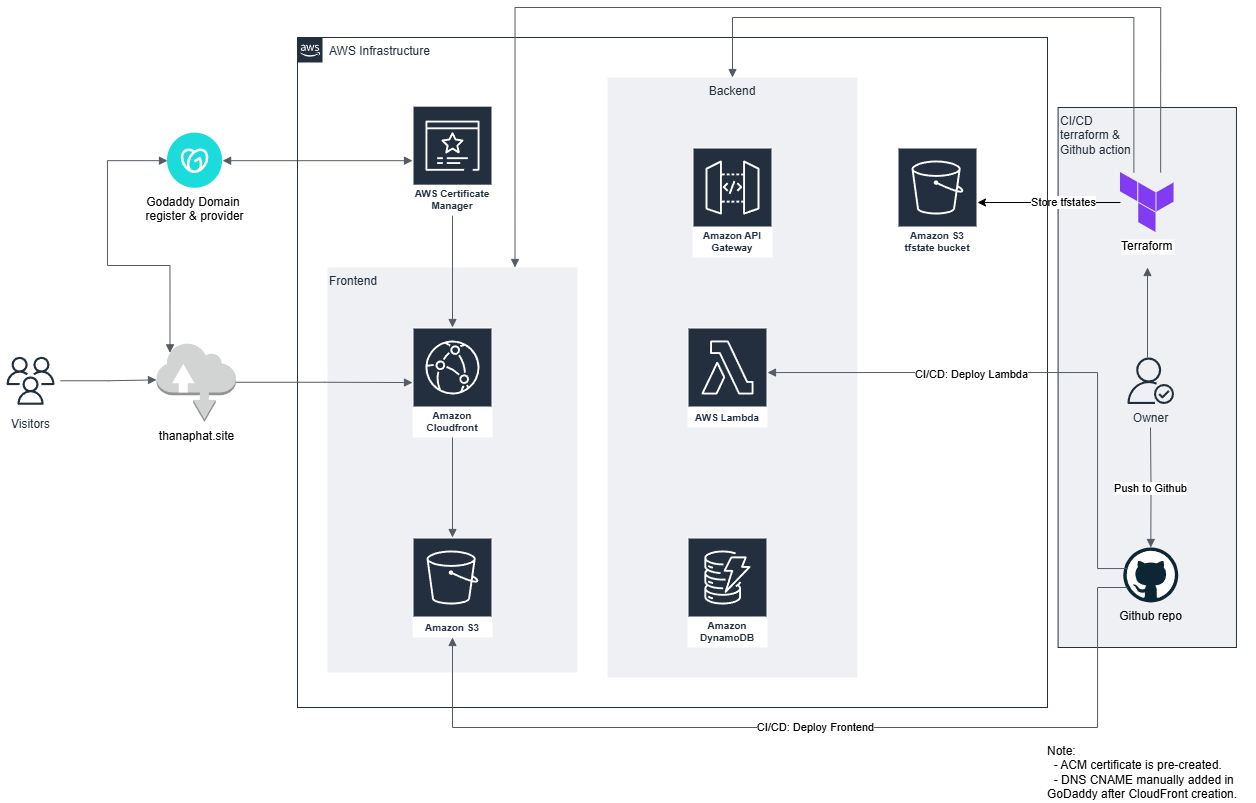 aws
AWS Infrastructure
Backend
CI/CD
terraform &
Github action
AWS Certificate
Manager
Godaddy Domain
register & provider
Amazon API
Gateway
Amazon S3
tfstate bucket
Store tfstates
Terraform
Frontend
Visitors
thanaphat.site
Amazon
Cloudfront
AWS Lambda
CI/CD: Deploy Lambda
Owner
Push to Github
Amazon S3
Amazon
DynamoDB
Github repo
CI/CD: Deploy Frontend
Note:
- ACM certificate is pre-created.
- DNS CNAME manually added in
GoDaddy after CloudFront creation.